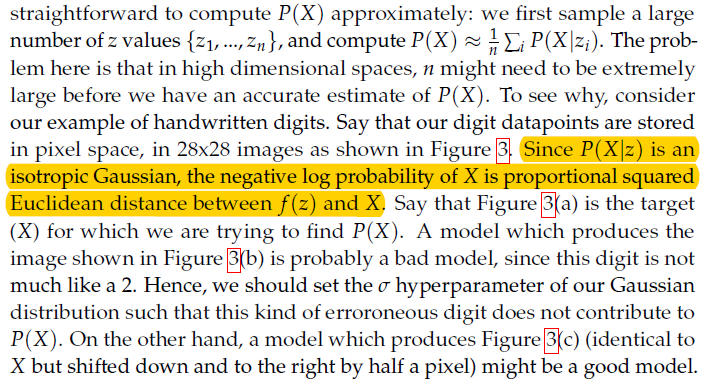 straightforward to compute P(X) approximately: we first sample a large
number of z values {z₁, ..., zₙ}, and compute P(X) ≈ 1/n ∑ᵢ P(X|zᵢ). The prob-
lem here is that in high dimensional spaces, n might need to be extremely
large before we have an accurate estimate of P(X). To see why, consider
our example of handwritten digits. Say that our digit datapoints are stored
in pixel space, in 28x28 images as shown in Figure 3. Since P(X|z) is an
isotropic Gaussian, the negative log probability of X is proportional squared
Euclidean distance between f(z) and X. Say that Figure 3(a) is the target
(X) for which we are trying to find P(X). A model which produces the
image shown in Figure 3(b) is probably a bad model, since this digit is not
much like a 2. Hence, we should set the σ hyperparameter of our Gaussian
distribution such that this kind of erroroneous digit does not contribute to
P(X). On the other hand, a model which produces Figure 3(c) (identical to
X but shifted down and to the right by half a pixel) might be a good model.